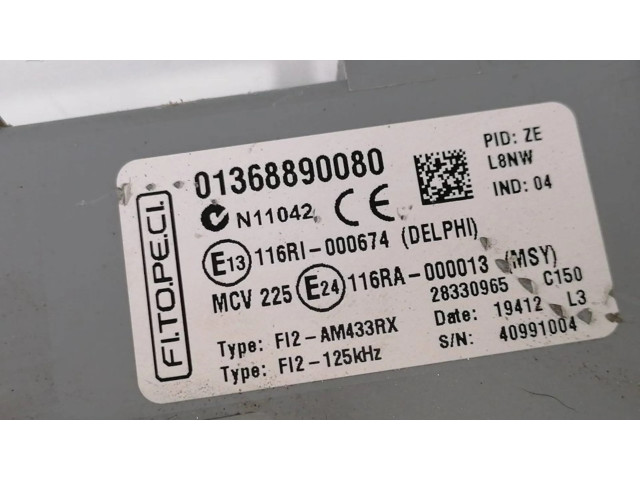 FI.TO.PE.CI.
01368890080
PID: ZE
L8NW
IND: 04
N11042 CE
E13 116RI-000674 (DELPHI)
MCV 225 E24 116RA-000013 (MSY)
28330965 C150
Type: FI2-AM433RX Date: 19412 L3
Type: FI2-125kHz S/N: 40991004